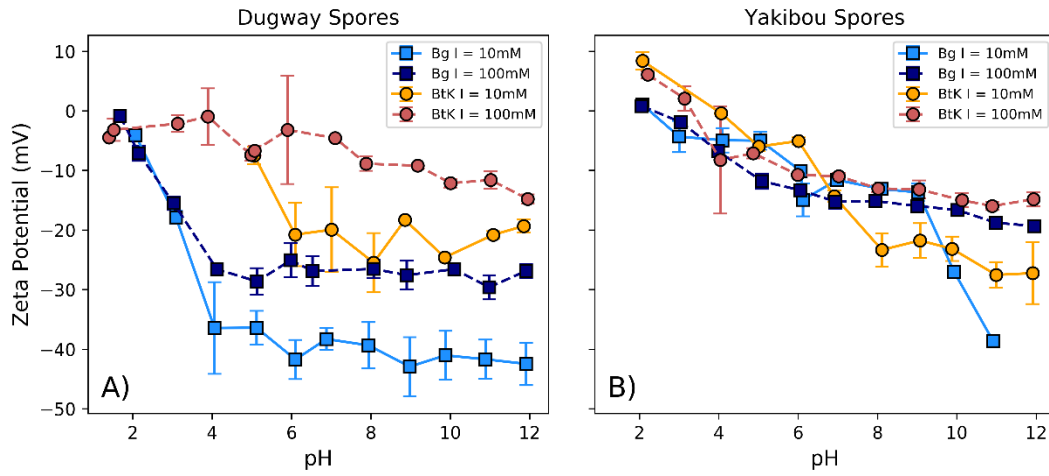 Dugway Spores
Zeta Potential (mV)
10
0
−10
−20
−30
−40
−50
Bg I = 10mM
Bg I = 100mM
BtK I = 10mM
BtK I = 100mM
A)
2 4 6 8 10 12
pH
Yakibou Spores
Bg I = 10mM
Bg I = 100mM
BtK I = 10mM
BtK I = 100mM
B)
2 4 6 8 10 12
pH